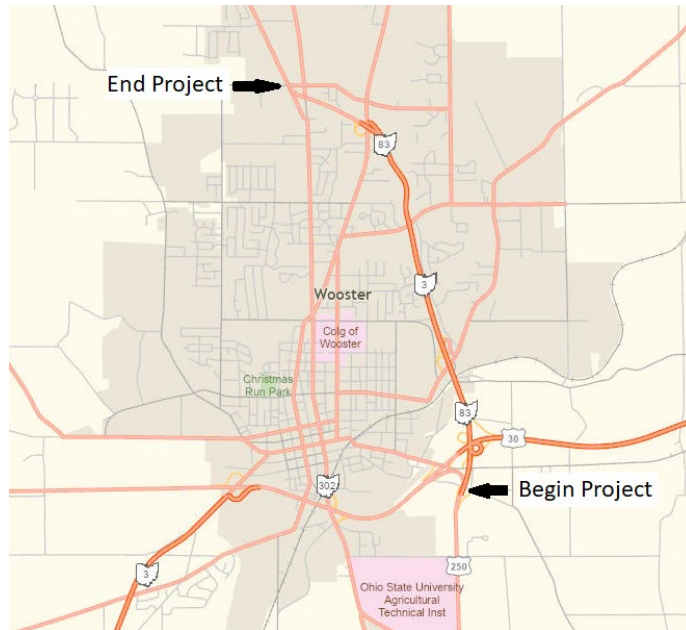 End Project
83
3
Wooster
Colg of
Wooster
Christmas
Run Park
83
30
302
Begin Project
250
3
Ohio State University
Agricultural
Technical Inst